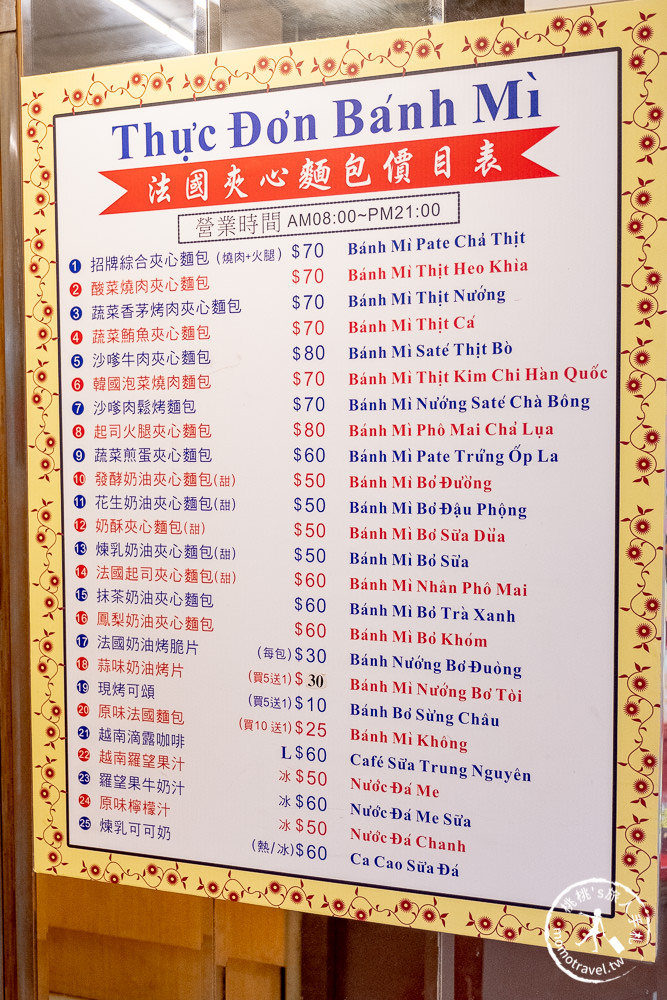 Thực Đơn Bánh Mì
法國夾心麵包價目表
營業時間 AM08:00~PM21:00
1 招牌綜合夾心麵包 (燒肉+火腿) $70 Bánh Mì Pate Chả Thịt
2 酸菜燒肉夾心麵包 $70 Bánh Mì Thịt Heo Khìa
3 蔬菜香茅烤肉夾心麵包 $70 Bánh Mì Thịt Nướng
4 蔬菜鮪魚夾心麵包 $70 Bánh Mì Thịt Cá
5 沙嗲牛肉夾心麵包 $80 Bánh Mì Saté Thịt Bò
6 韓國泡菜燒肉麵包 $70 Bánh Mì Thịt Kim Chi Hàn Quốc
7 沙嗲肉鬆烤麵包 $70 Bánh Mì Nướng Saté Chà Bông
8 起司火腿夾心麵包 $80 Bánh Mì Phô Mai Chả Lụa
9 蔬菜煎蛋夾心麵包 $60 Bánh Mì Pate Trứng Ốp La
10 發酵奶油夾心麵包(甜) $50 Bánh Mì Bơ Đường
11 花生奶油夾心麵包(甜) $50 Bánh Mì Bơ Đậu Phộng
12 奶酥夾心麵包(甜) $50 Bánh Mì Bơ Sữa Dủa
13 煉乳奶油夾心麵包(甜) $50 Bánh Mì Bơ Sữa
14 法國起司夾心麵包(甜) $60 Bánh Mì Nhân Phô Mai
15 抹茶奶油夾心麵包 $60 Bánh Mì Bơ Trà Xanh
16 鳳梨奶油夾心麵包 $60 Bánh Mì Bơ Khóm
17 法國奶油烤脆片 (每包) $30 Bánh Nướng Bơ Đuòng
18 蒜味奶油烤片 (買5送1) $ 30 Bánh Mì Nướng Bơ Tỏi
19 現烤可頌 (買5送1) $10 Bánh Bơ Sừng Châu
20 原味法國麵包 (買10 送1) $25 Bánh Mì Không
21 越南滴露咖啡 L $60 Café Sữa Trung Nguyên
22 越南羅望果汁 冰 $50 Nước Đá Me
23 羅望果牛奶汁 冰 $60 Nước Đá Me Sữa
24 原味檸檬汁 冰 $50 Nước Đá Chanh
25 煉乳可可奶 (熱/冰) $60 Ca Cao Sữa Đá
桃桃's旅行手札
momotravel.tw